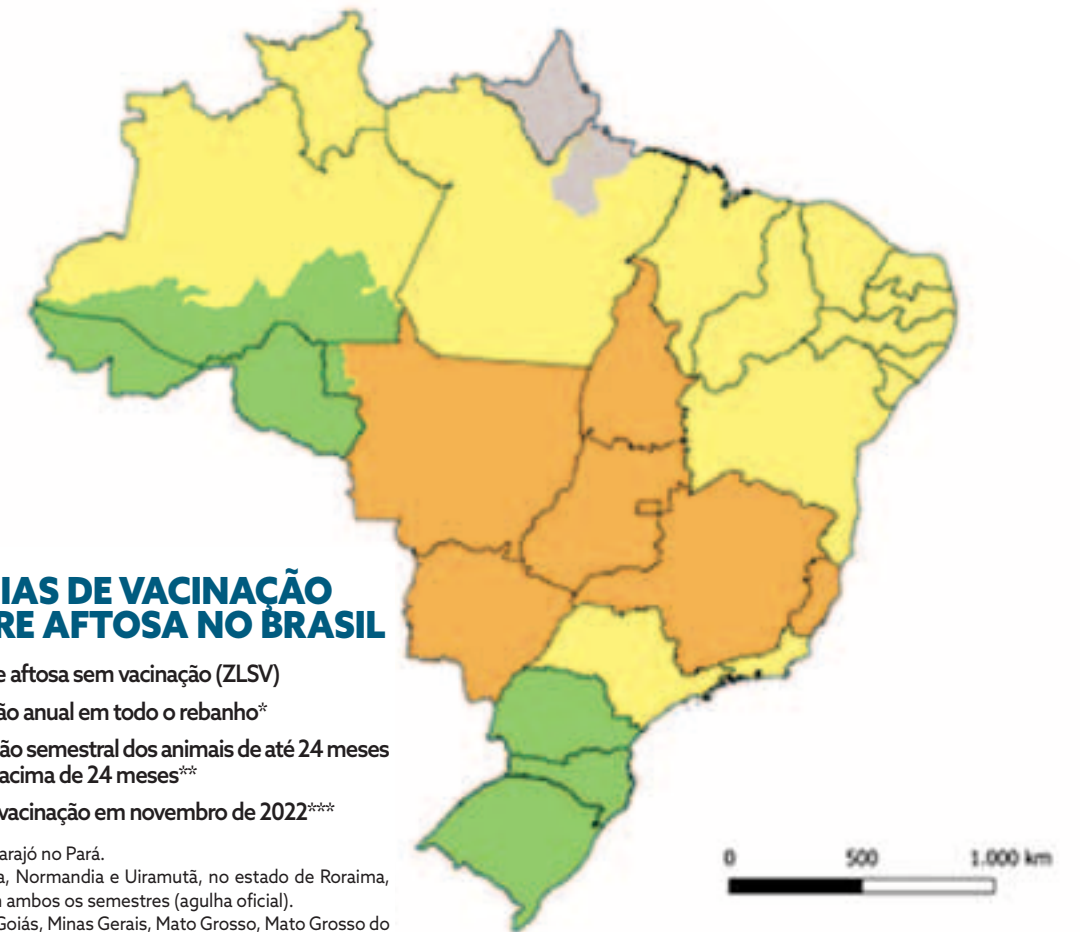 IAS DE VACINAÇÃO
RE AFTOSA NO BRASIL
e aftosa sem vacinação (ZLSV)
ão anual em todo o rebanho*
ão semestral dos animais de até 24 meses
acima de 24 meses**
vacinação em novembro de 2022***
arajó no Pará.
a, Normandia e Uiramutã, no estado de Roraima,
ambos os semestres (agulha oficial).
Goiás, Minas Gerais, Mato Grosso, Mato Grosso do
0 500 1.000 km